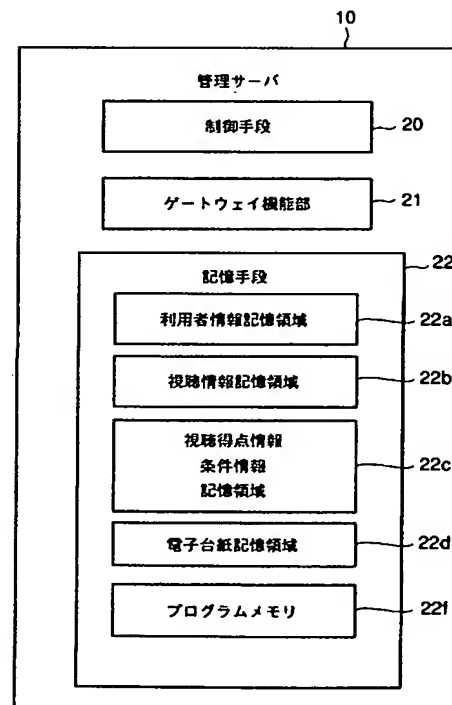 10
管理サーバ
制御手段
20
ゲートウェイ機能部
21
22
記憶手段
利用者情報記憶領域
22a
視聴情報記憶領域
22b
視聴得点情報
条件情報
記憶領域
22c
電子台紙記憶領域
22d
プログラムメモリ
22f